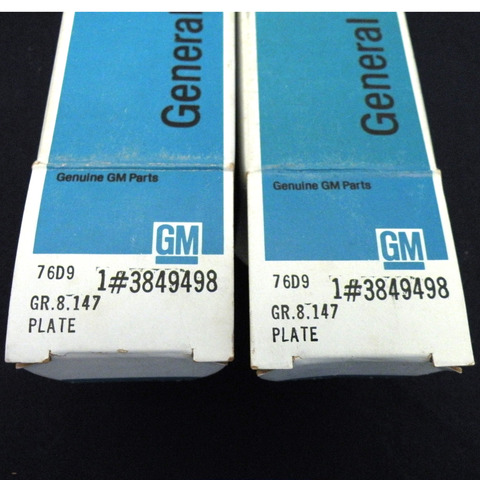 General
Genuine GM Parts
GM
76D9 1#3849498
GR.8.147
PLATE
General
Genuine GM Parts
GM
76D9 1#3849498
GR.8.147
PLATE